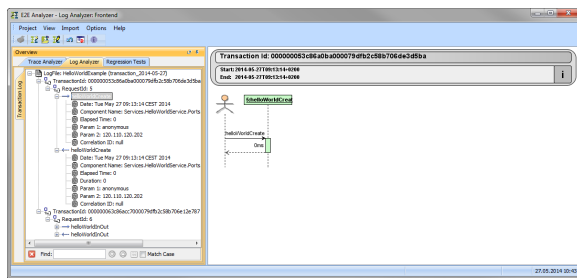 E2E Analyzer - Log Analyzer: Frontend
Project View Import Options Help
Overview
Trace Analyzer Log Analyzer Regression Tests
Transaction Log
LogFile: HelloWorldExample (transaction_2014-05-27)
TransactionId: 000000053c86a0ba000079dfb2c58b706de3d5ba
RequestId: 5
Date: Tue May 27 09:13:14 CEST 2014
Component Name: Services.HelloWorldService.Ports
Elapsed Time: 0
Param 1: anonymous
Param 2: 120.110.120.202
Correlation ID: null
helloWorldCreate
Date: Tue May 27 09:13:14 CEST 2014
Component Name: Services.HelloWorldService.Ports
Elapsed Time: 0
Duration: 0
Param 1: anonymous
Param 2: 120.110.120.202
Correlation ID: null
TransactionId: 000000063c86acc7000079dfb2c58b706e12e787
RequestId: 6
helloWorldInOut
helloWorldInOut
Find: Match Case
Transaction id: 000000053c86a0ba000079dfb2c58b706de3d5ba
Start: 2014-05-27T09:13:14+0200
End: 2014-05-27T09:13:14+0200
i
5:helloWorldCreat
helloWorldCreate
0ms
27.05.2014 10:43